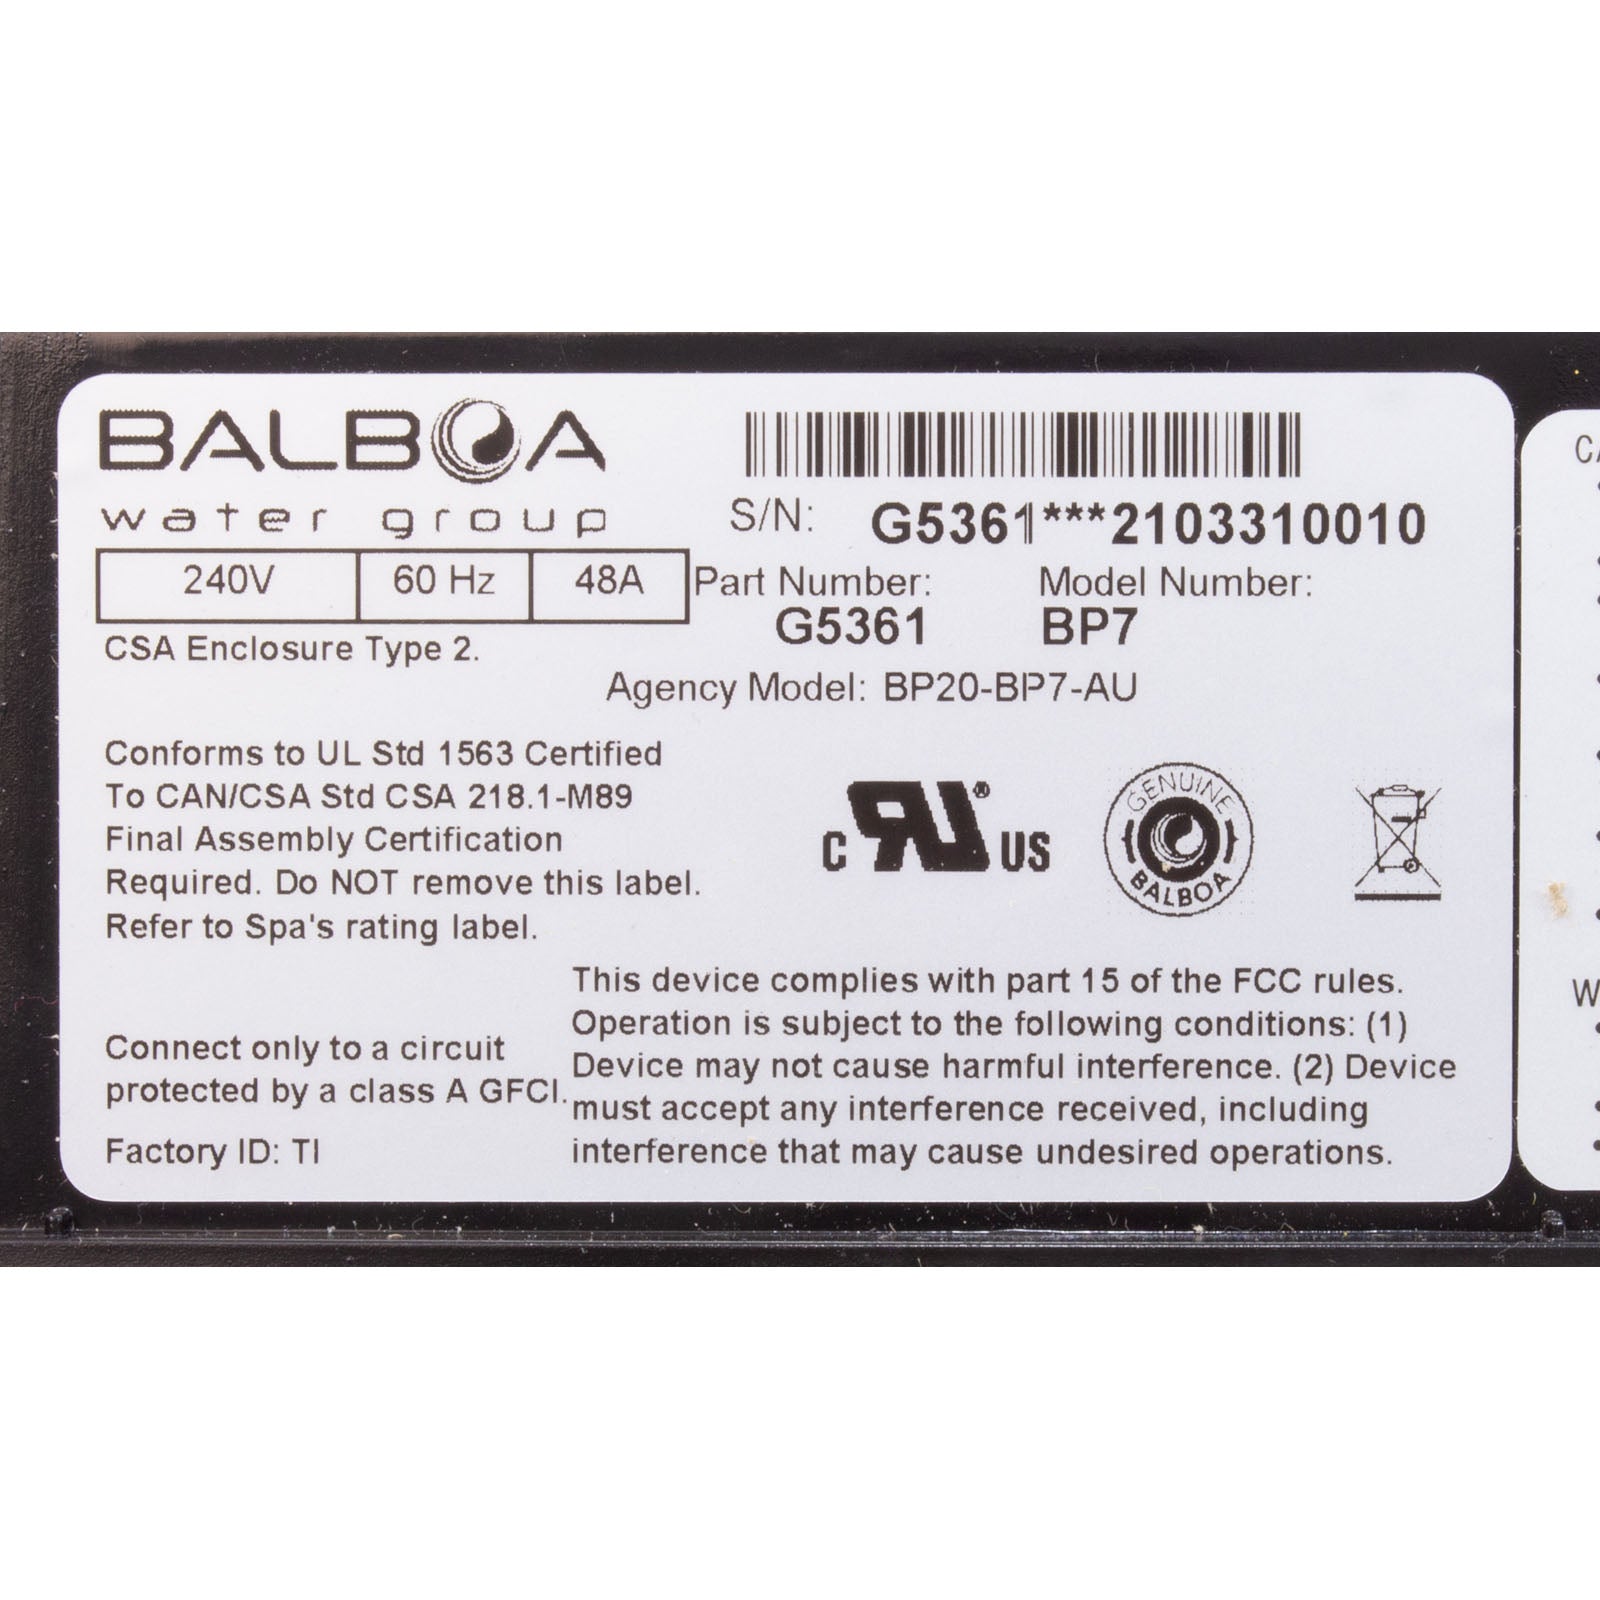 BALBOA
water group
S/N: G5361***2103310010
240V 60 Hz 48A
Part Number: Model Number:
G5361 BP7
CSA Enclosure Type 2.
Agency Model: BP20-BP7-AU
Conforms to UL Std 1563 Certified
To CAN/CSA Std CSA 218.1-M89
Final Assembly Certification
Required. Do NOT remove this label.
Refer to Spa's rating label.
C RU® US
GENUINE
BALBOA
Connect only to a circuit
protected by a class A GFCI.
Factory ID: TI
This device complies with part 15 of the FCC rules.
Operation is subject to the following conditions: (1)
Device may not cause harmful interference. (2) Device
must accept any interference received, including
interference that may cause undesired operations.